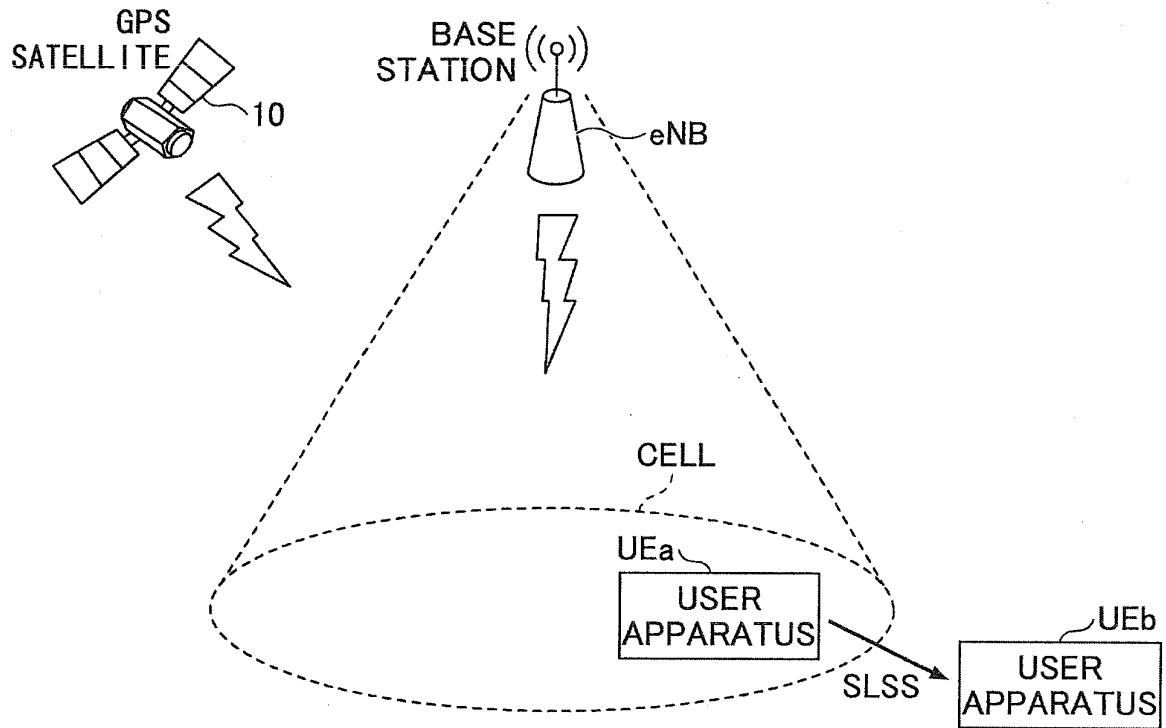 GPS
SATELLITE
10
BASE
STATION
eNB
CELL
UEa
USER
APPARATUS
SLSS
UEb
USER
APPARATUS